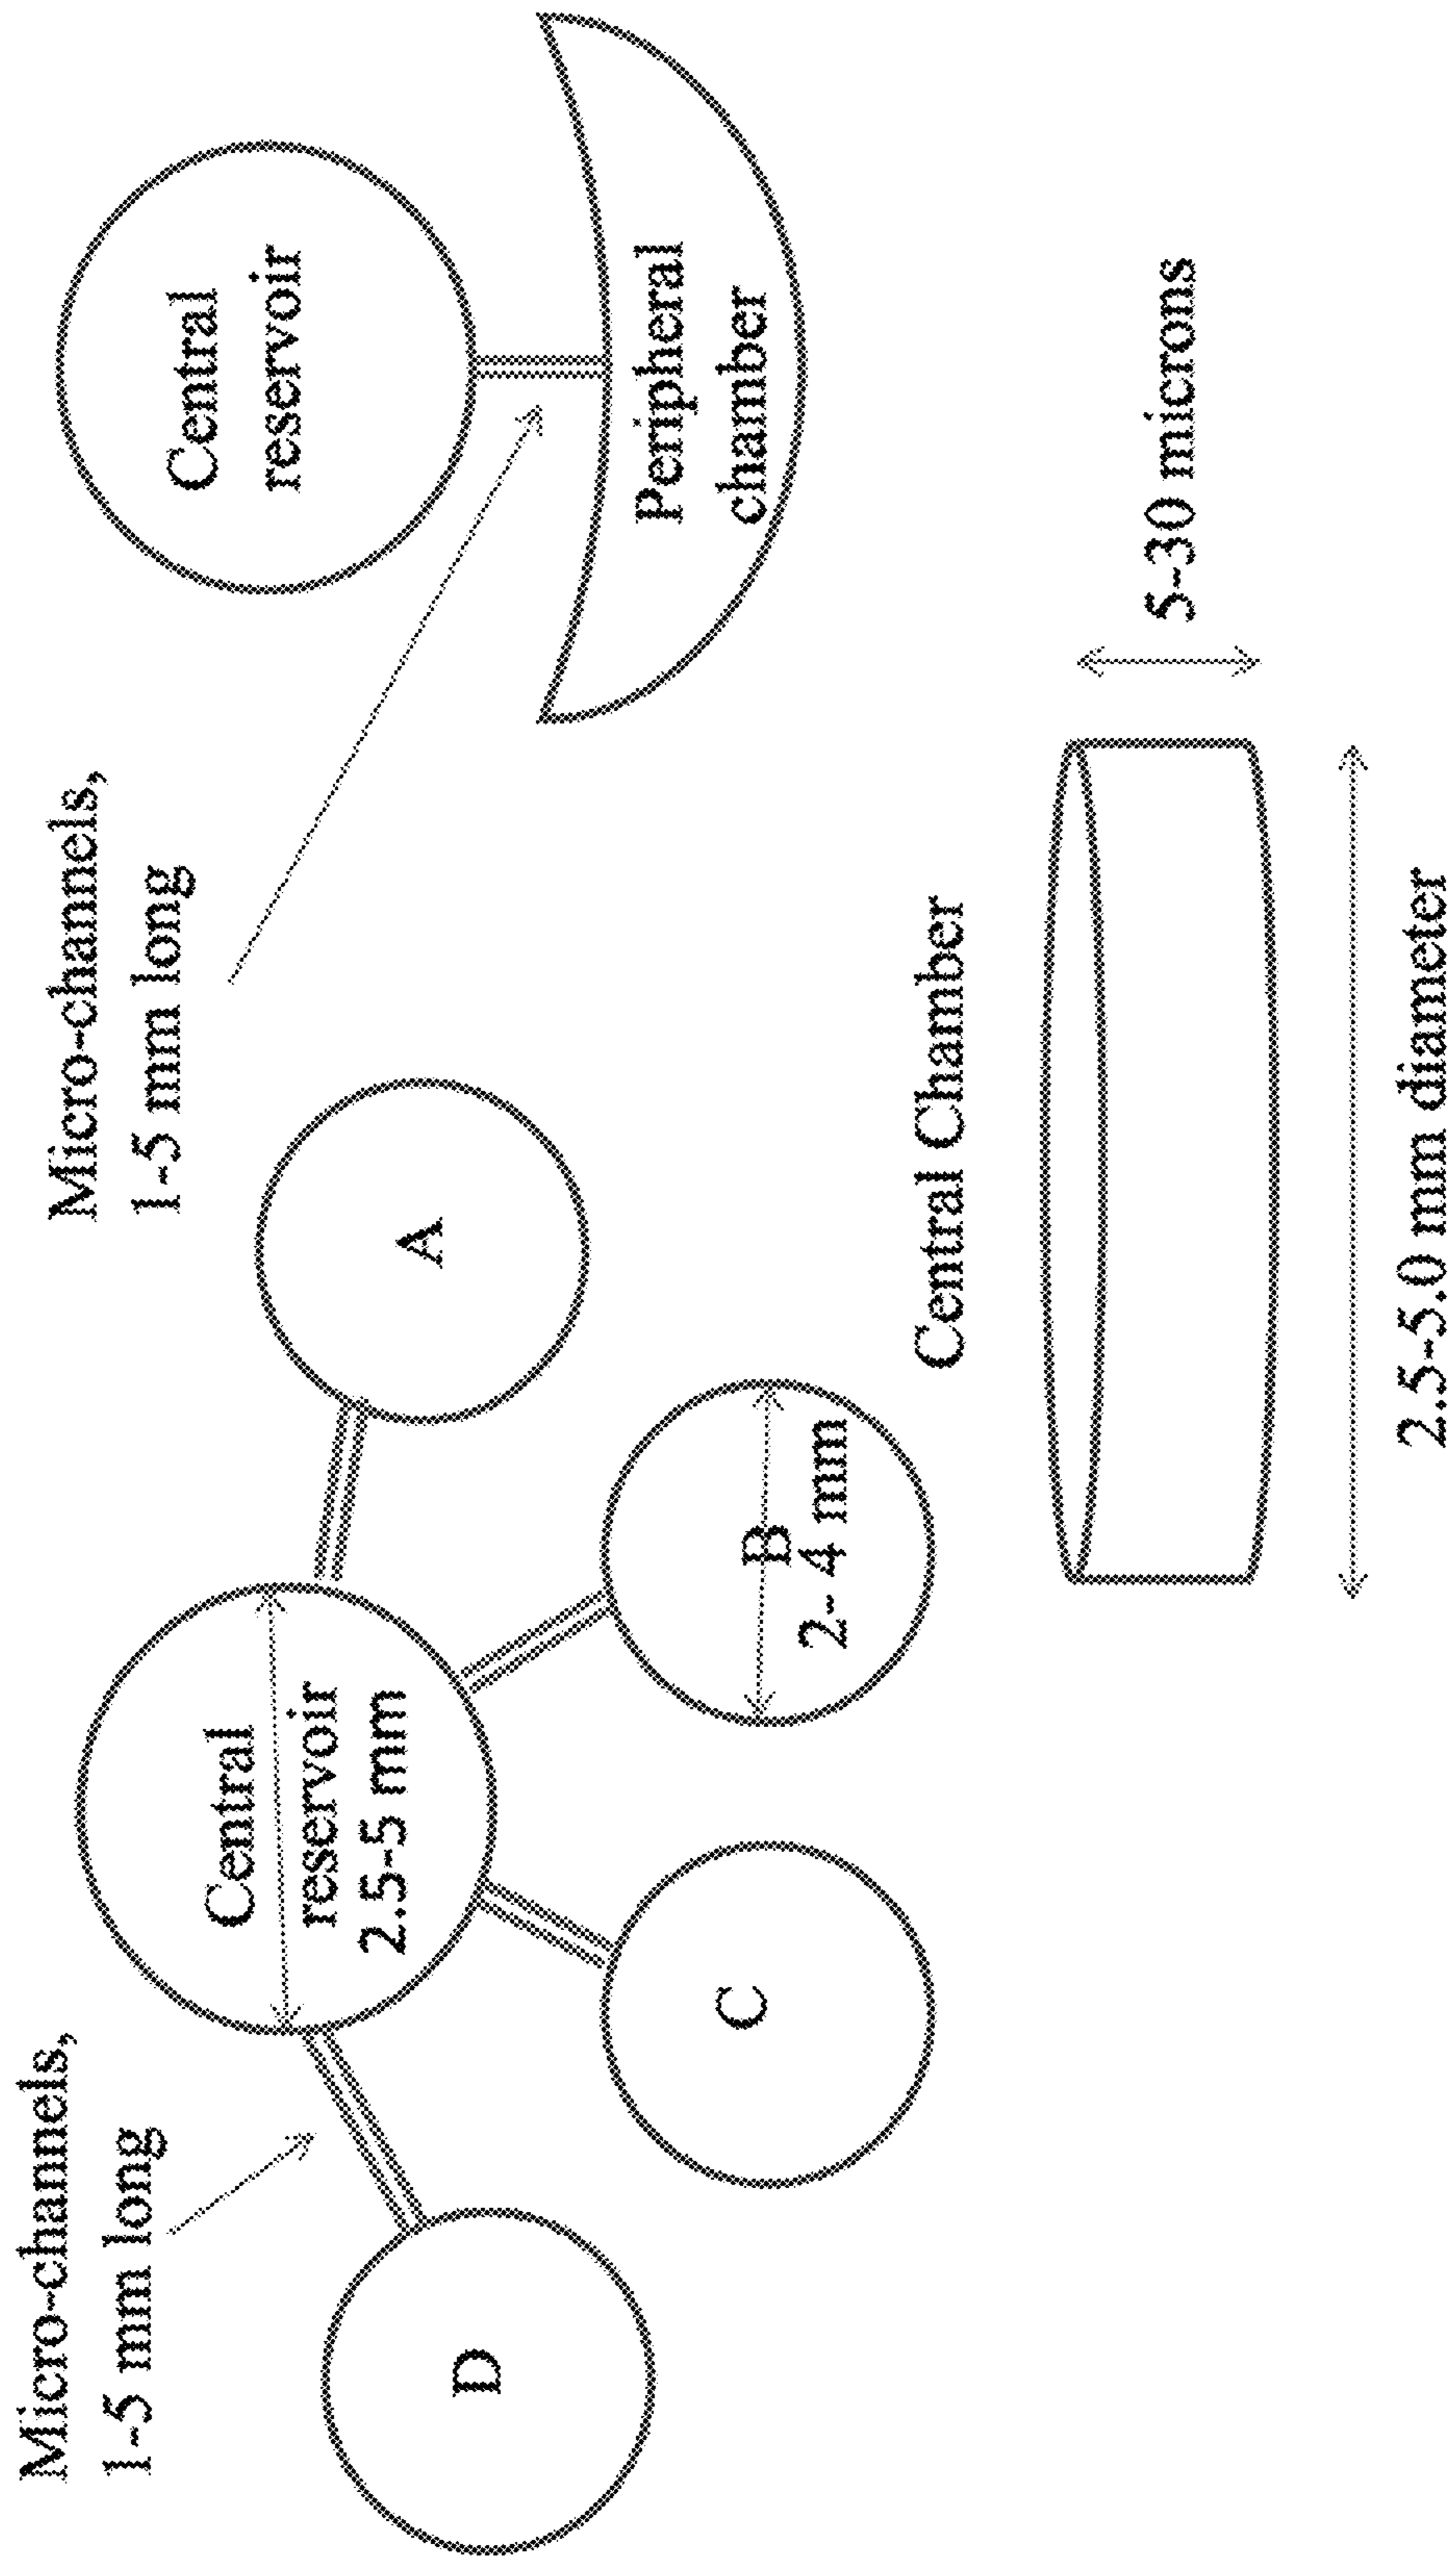 Micro-channels,
1-5 mm long
Central
reservoir
2.5-5 mm
D
C
B
2- 4 mm
A
Micro-channels,
1-5 mm long
Central
reservoir
Peripheral
chamber
Central Chamber
5-30 microns
2.5-5.0 mm diameter